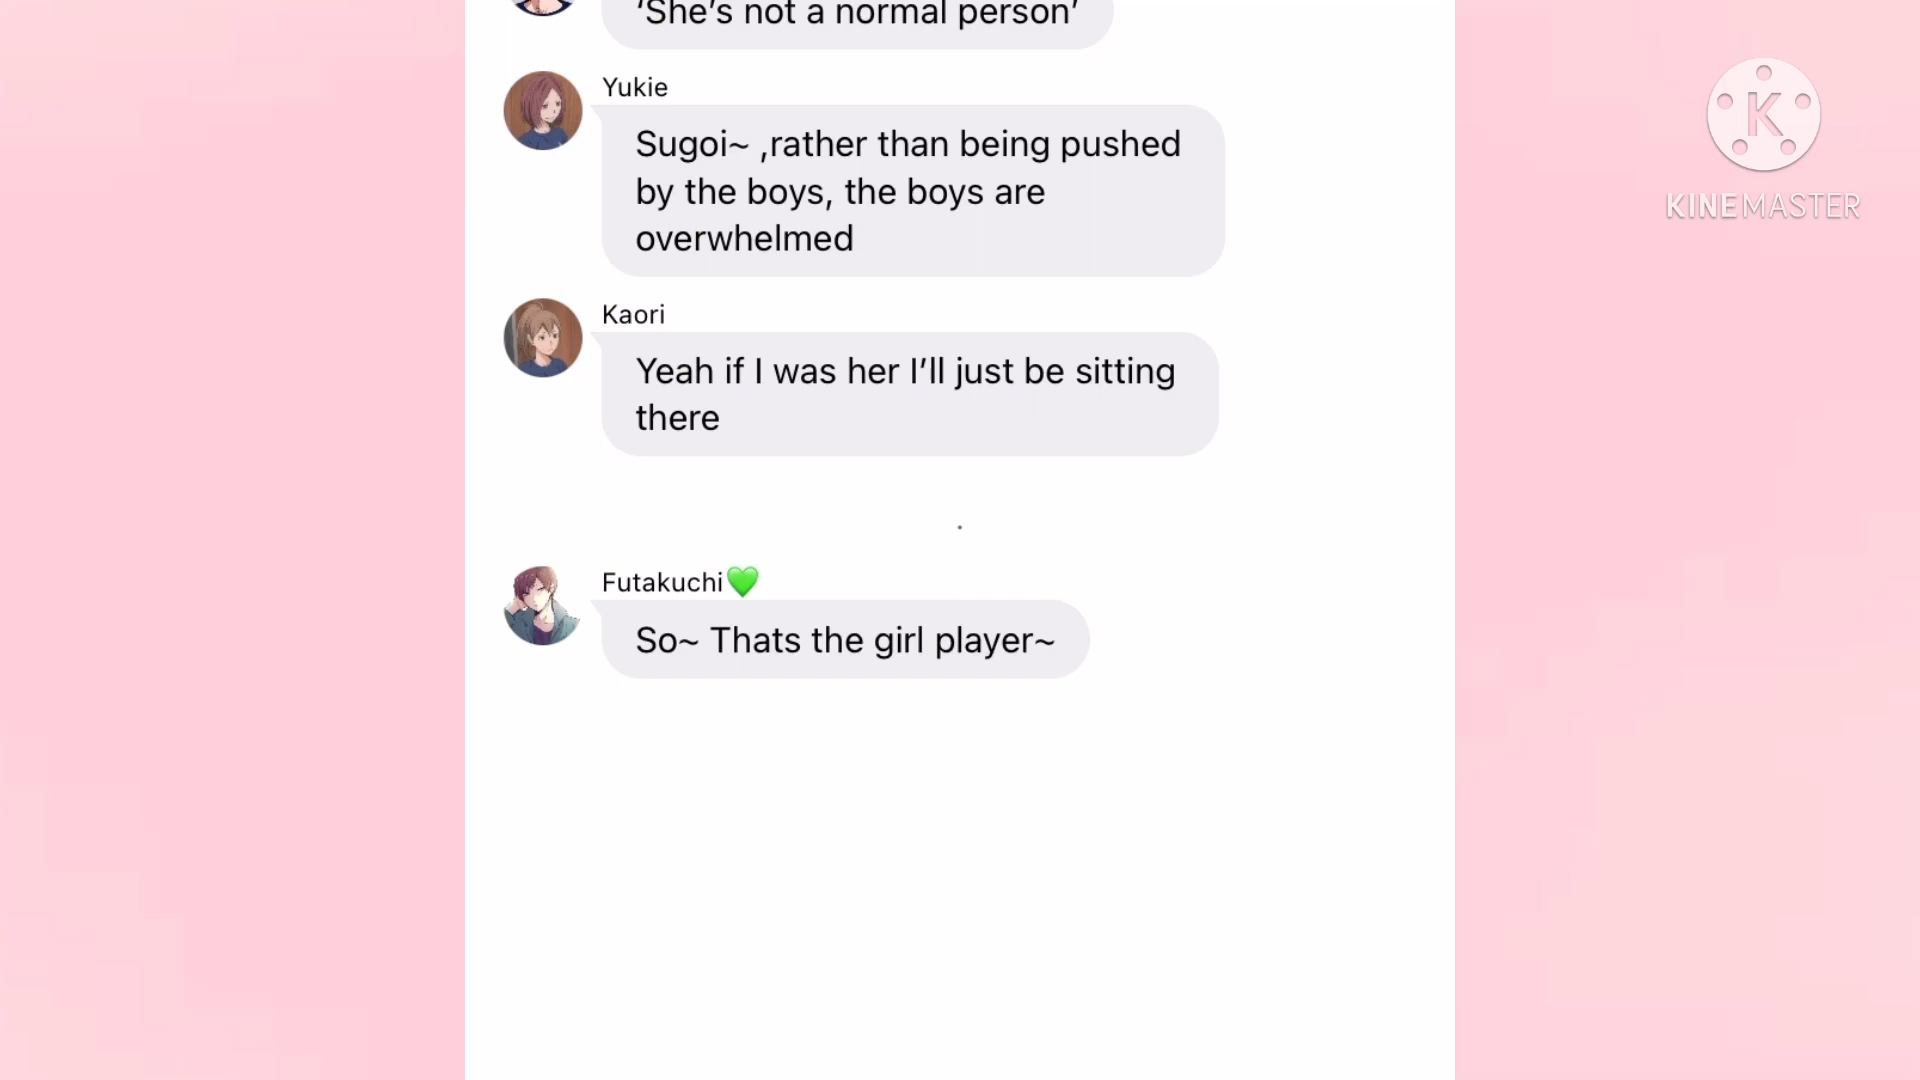 ‘She’s not a normal person’
Yukie
Sugoi~ ,rather than being pushed
by the boys, the boys are
overwhelmed
Kaori
Yeah if I was her I’ll just be sitting
there
.
Futakuchi💚
So~ Thats the girl player~
K
KINEMASTER